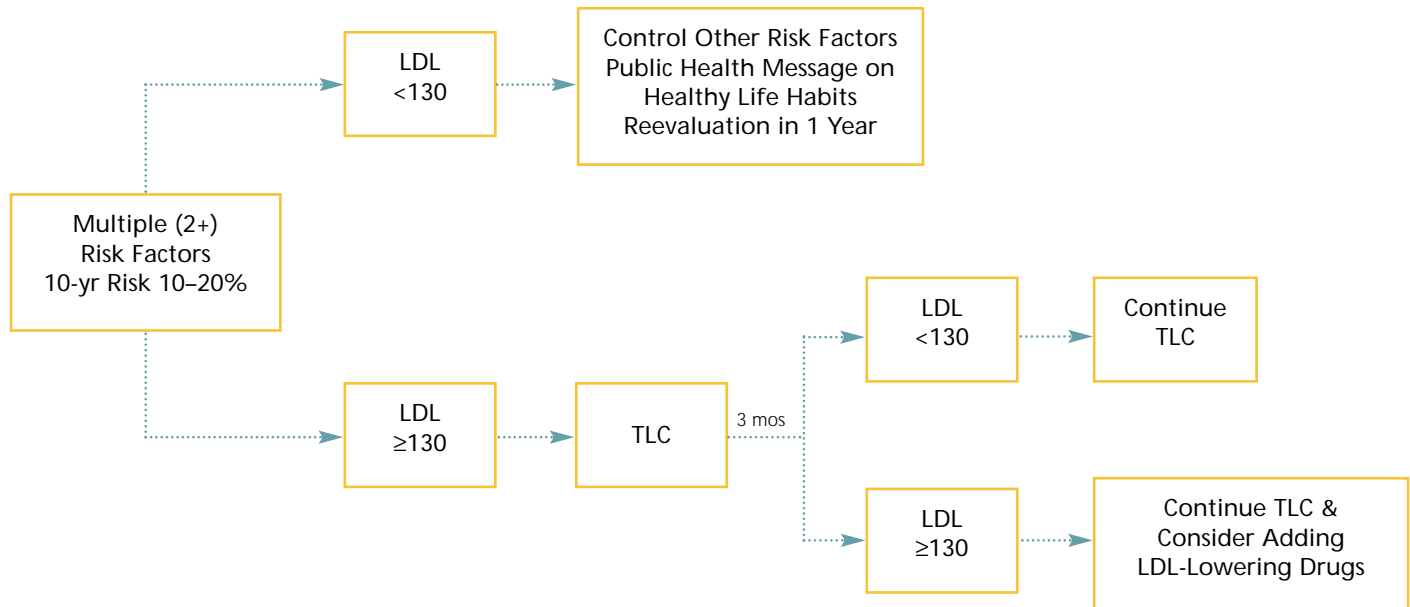 LDL
<130
Control Other Risk Factors
Public Health Message on
Healthy Life Habits
Reevaluation in 1 Year
Multiple (2+)
Risk Factors
10-yr Risk 10–20%
LDL
≥130
TLC
3 mos
LDL
<130
Continue
TLC
LDL
≥130
Continue TLC &
Consider Adding
LDL-Lowering Drugs